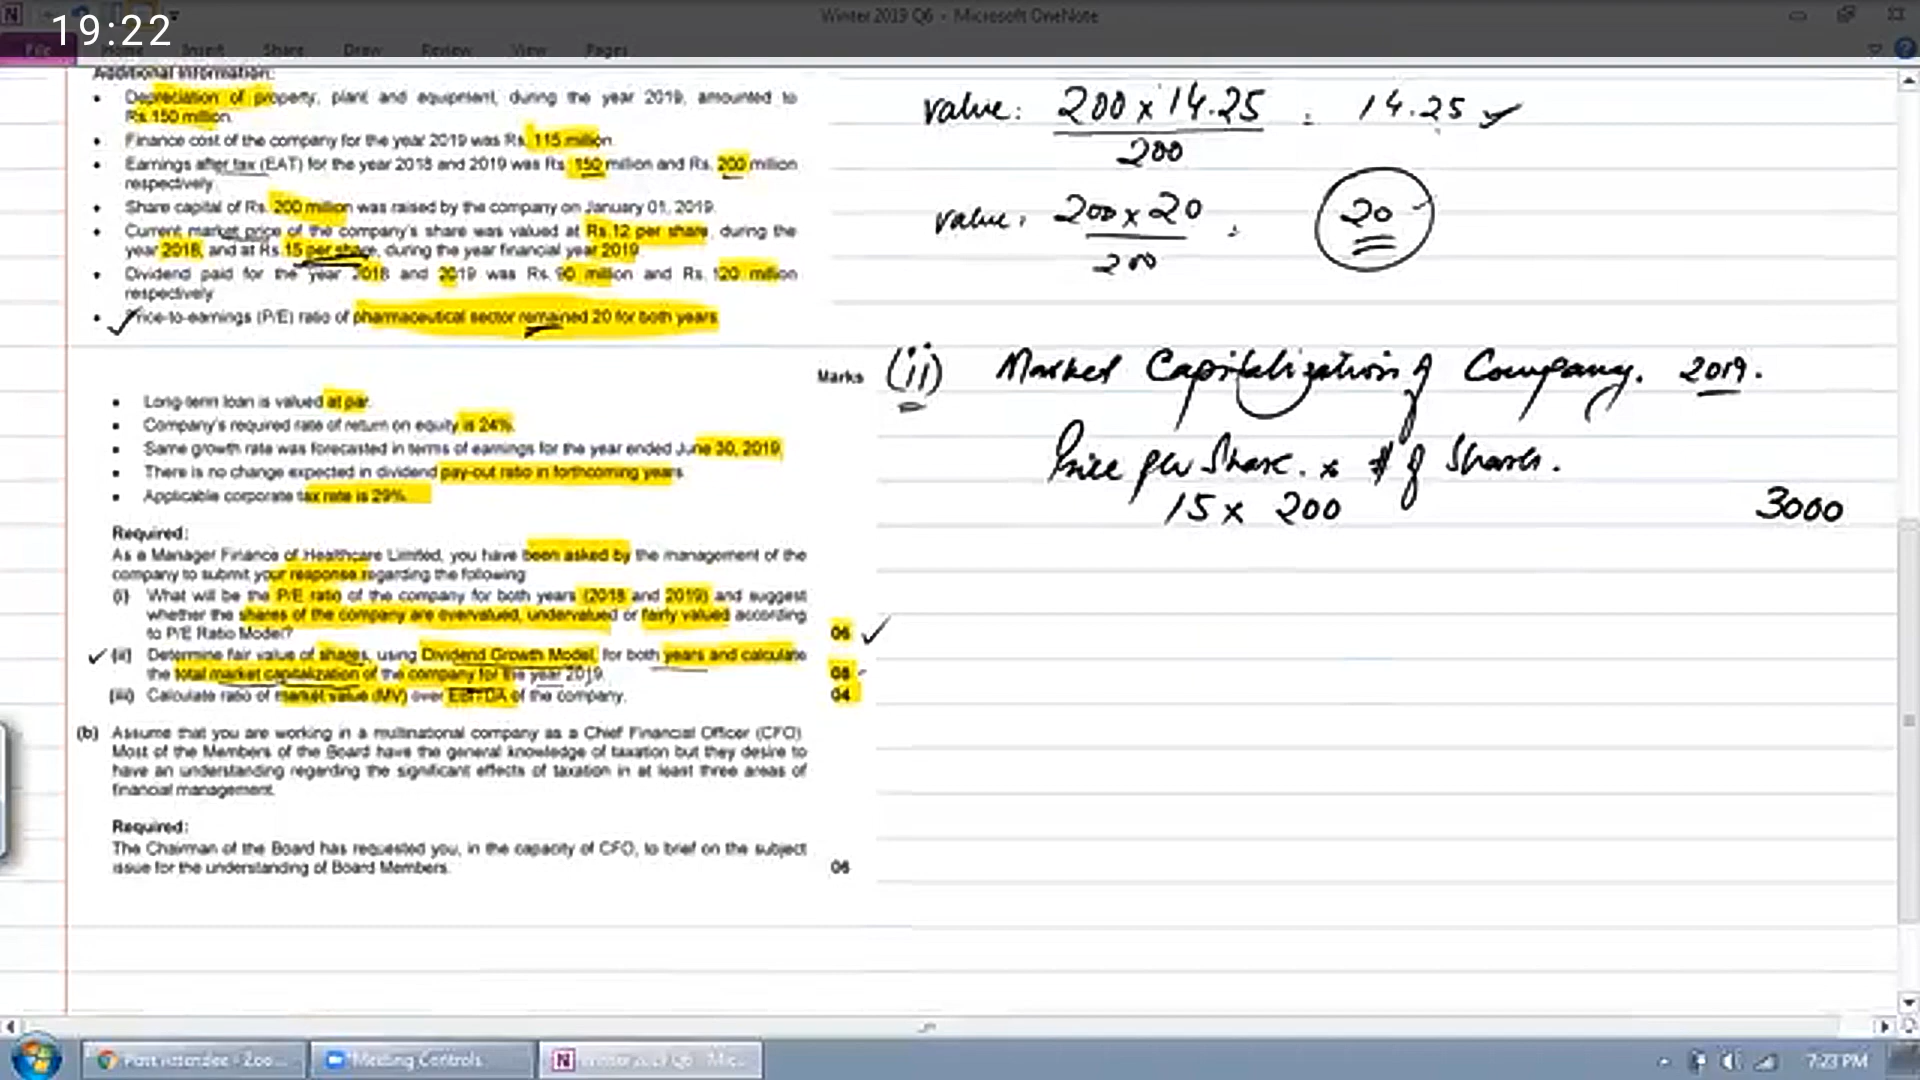 19:22
Winter 2019 Q6 - Microsoft OneNote
File Home Insert Share Draw Review View Pages
Additional Information:
• Depreciation of property, plant and equipment, during the year 2019, amounted to
Rs.150 million.
• Finance cost of the company for the year 2019 was Rs. 115 million.
• Earnings after tax (EAT) for the year 2018 and 2019 was Rs. 150 million and Rs. 200 million
respectively.
• Share capital of Rs. 200 million was raised by the company on January 01, 2019.
• Current market price of the company's share was valued at Rs.12 per share, during the
year 2018, and at Rs.15 per share, during the year financial year 2019.
• Dividend paid for the year 2018 and 2019 was Rs. 90 million and Rs. 120 million
respectively.
• Price-to-earnings (P/E) ratio of pharmaceutical sector remained 20 for both years.
Marks
• Long-term loan is valued at par.
• Company's required rate of return on equity is 24%.
• Same growth rate was forecasted in terms of earnings for the year ended June 30, 2019.
• There is no change expected in dividend pay-out ratio in forthcoming years.
• Applicable corporate tax rate is 29%.
Required:
As a Manager Finance of Healthcare Limited, you have been asked by the management of the
company to submit your response regarding the following:
(i) What will be the P/E ratio of the company for both years (2018 and 2019) and suggest
whether the shares of the company are overvalued, undervalued or fairly valued according
to P/E Ratio Model? 06
(ii) Determine fair value of shares, using Dividend Growth Model, for both years and calculate
the total market capitalization of the company for the year 2019.
(iii) Calculate ratio of market value (MV) over EBITDA of the company. 04
(b) Assume that you are working in a multinational company as a Chief Financial Officer (CFO).
Most of the Members of the Board have the general knowledge of taxation but they desire to
have an understanding regarding the significant effects of taxation in at least three areas of
financial management.
Required:
The Chairman of the Board has requested you, in the capacity of CFO, to brief on the subject
issue for the understanding of Board Members. 06
value: 200 x 14.25 : 14.25
200
value: 200 x 20 : 20
200
(ii) Market Capitalization of Company. 2019.
Price per Share. x # of Shares.
15 x 200 3000
Post Attendee - Zoo...
Meeting Controls
Winter 2019 Q6 - Mic...
7:23 PM